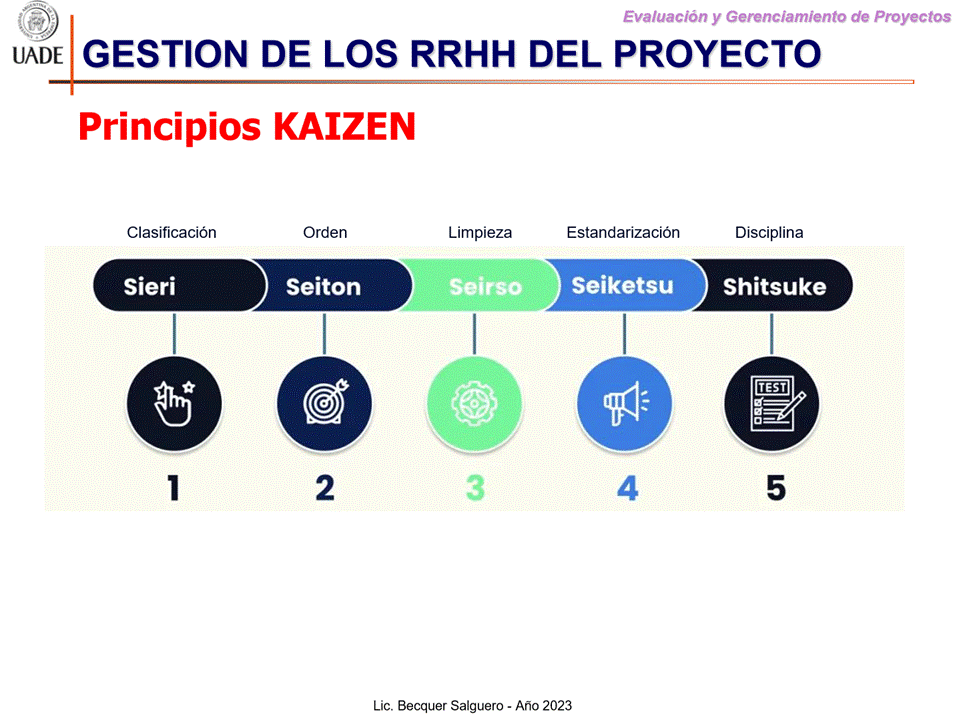 Evaluación y Gerenciamiento de Proyectos
UADE
GESTION DE LOS RRHH DEL PROYECTO
Principios KAIZEN
Clasificación Orden Limpieza Estandarización Disciplina
Sieri Seiton Seirso Seiketsu Shitsuke
TEST
1 2 3 4 5
Lic. Becquer Salguero - Año 2023